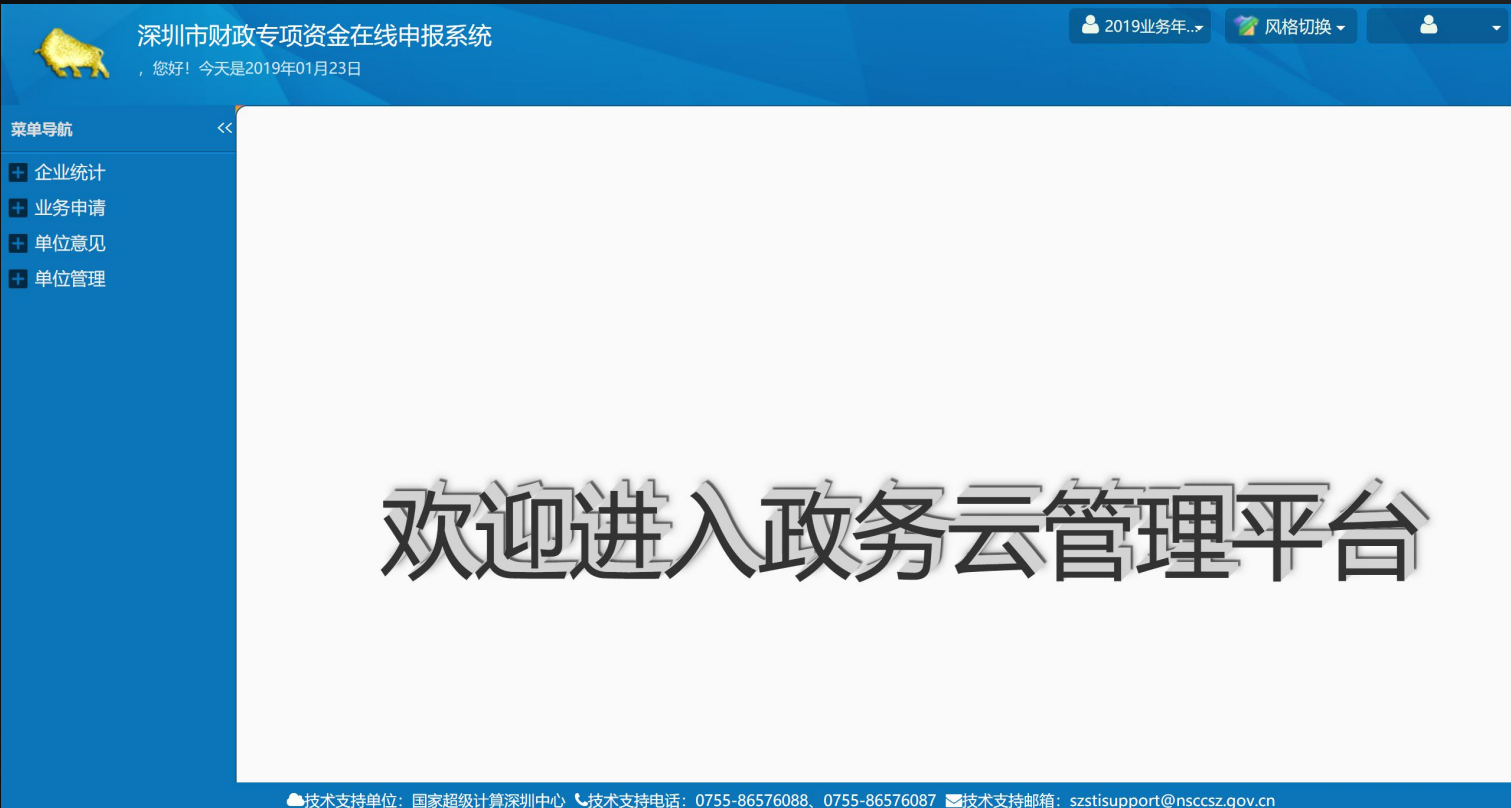 深圳市财政专项资金在线申报系统
，您好！今天是2019年01月23日
2019业务年...
风格切换
菜单导航
企业统计
业务申请
单位意见
单位管理
欢迎进入政务云管理平台
技术支持单位：国家超级计算深圳中心 技术支持电话：0755-86576088、0755-86576087 技术支持邮箱：szstisupport@nsccsz.gov.cn